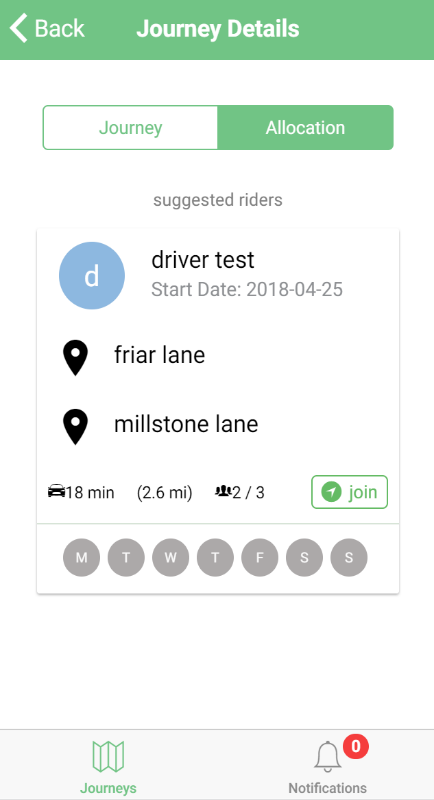 Back Journey Details
Journey Allocation
suggested riders
d
driver test
Start Date: 2018-04-25
friar lane
millstone lane
18 min (2.6 mi) 2 / 3 join
M T W T F S S
0
Journeys Notifications